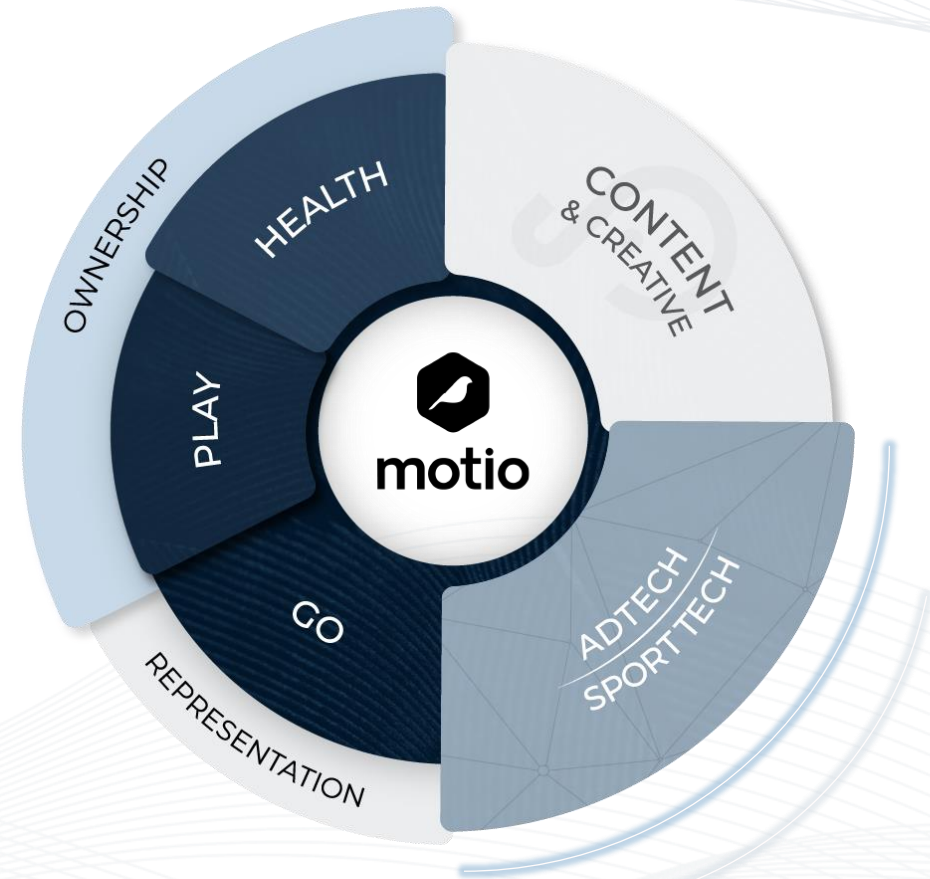 OWNERSHIP
HEALTH
CONTENT
& CREATIVE
PLAY
motio
GO
ADTECH
SPORTTECH
REPRESENTATION